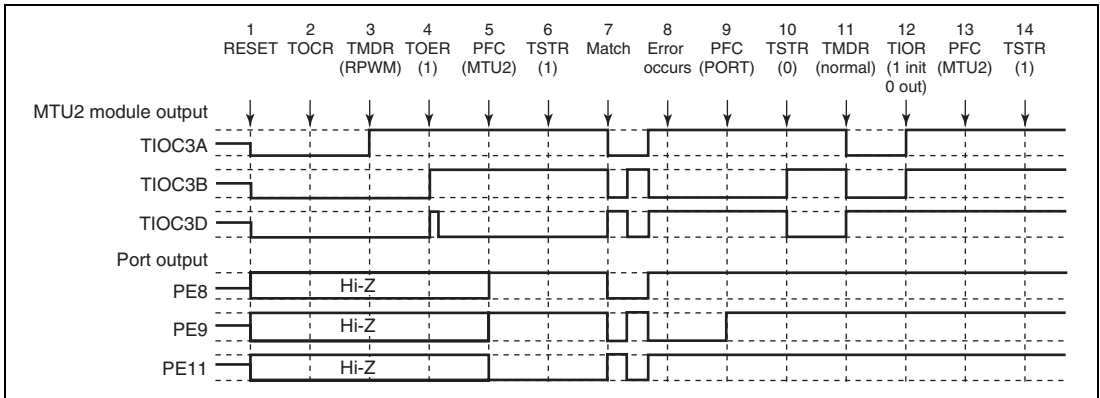 1 2 3 4 5 6 7 8 9 10 11 12 13 14
RESET TOCR TMDR TOER PFC TSTR Match Error PFC TSTR TMDR TIOR PFC TSTR
(RPWM) (1) (MTU2) (1) occurs (PORT) (0) (normal) (1 init (MTU2) (1)
0 out)
MTU2 module output
TIOC3A
TIOC3B
TIOC3D
Port output
PE8 Hi-Z
PE9 Hi-Z
PE11 Hi-Z